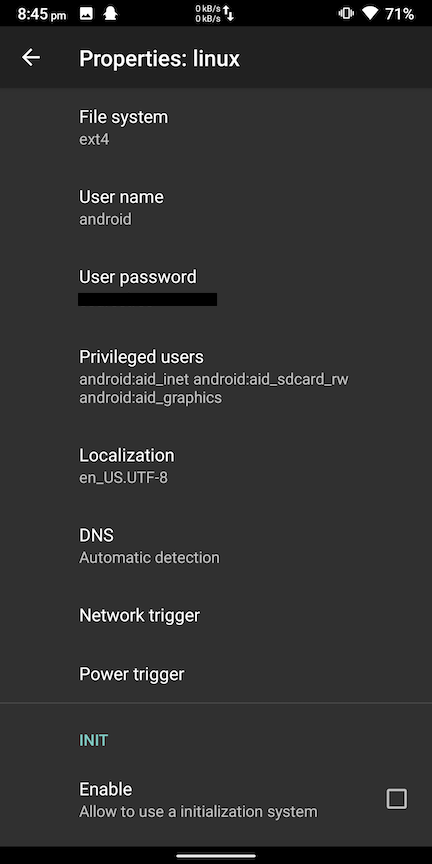 8:45 pm 0 kB/s 71%
0 kB/s
Properties: linux
File system
ext4
User name
android
User password
Privileged users
android:aid_inet android:aid_sdcard_rw
android:aid_graphics
Localization
en_US.UTF-8
DNS
Automatic detection
Network trigger
Power trigger
INIT
Enable
Allow to use a initialization system